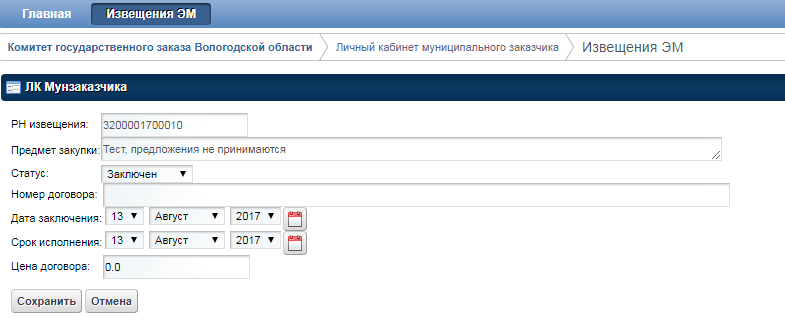 Главная Извещения ЭМ
Комитет государственного заказа Вологодской области Личный кабинет муниципального заказчика Извещения ЭМ
ЛК Мунзаказчика
РН извещения: 3200001700010
Предмет закупки: Тест, предложения не принимаются
Статус: Заключен
Номер договора:
Дата заключения: 13 Август 2017
Срок исполнения: 13 Август 2017
Цена договора: 0.0
Сохранить Отмена